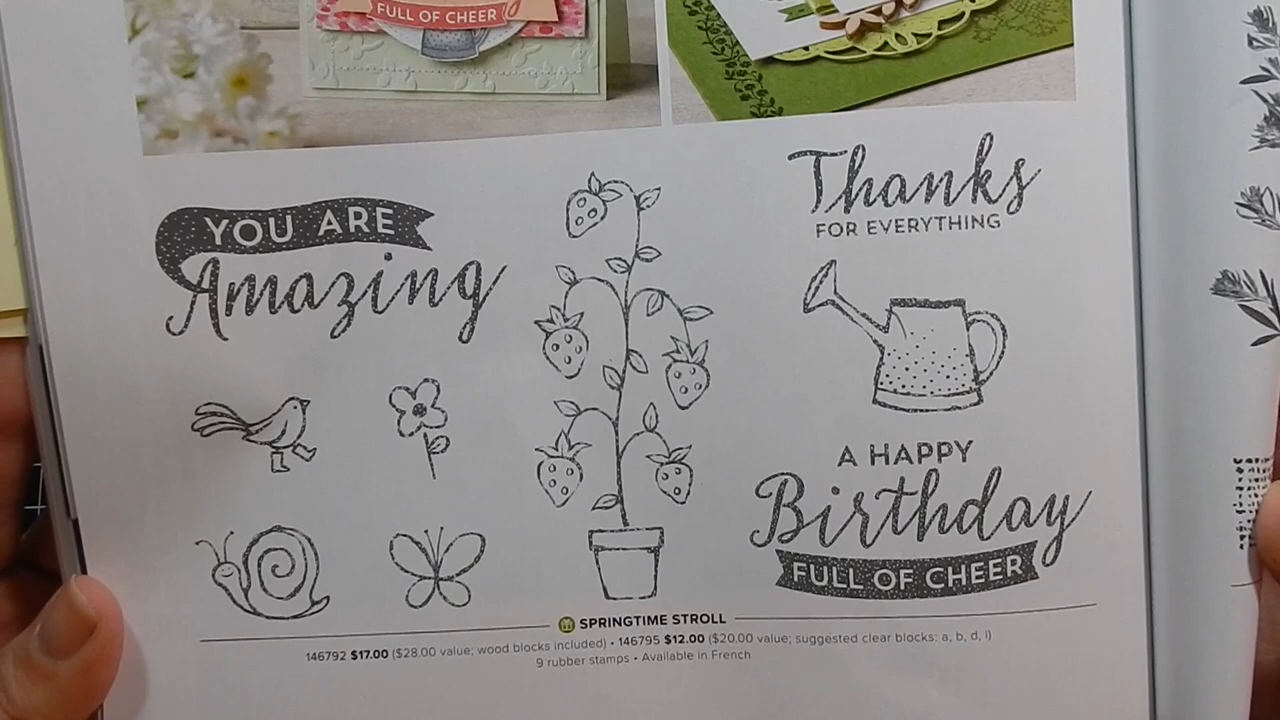 FULL OF CHEER
YOU ARE
Amazing
Thanks
FOR EVERYTHING
A HAPPY
Birthday
FULL OF CHEER
SPRINGTIME STROLL
146792 $17.00 ($28.00 value; wood blocks included) • 146795 $12.00 ($20.00 value; suggested clear blocks: a, b, d, i)
9 rubber stamps • Available in French